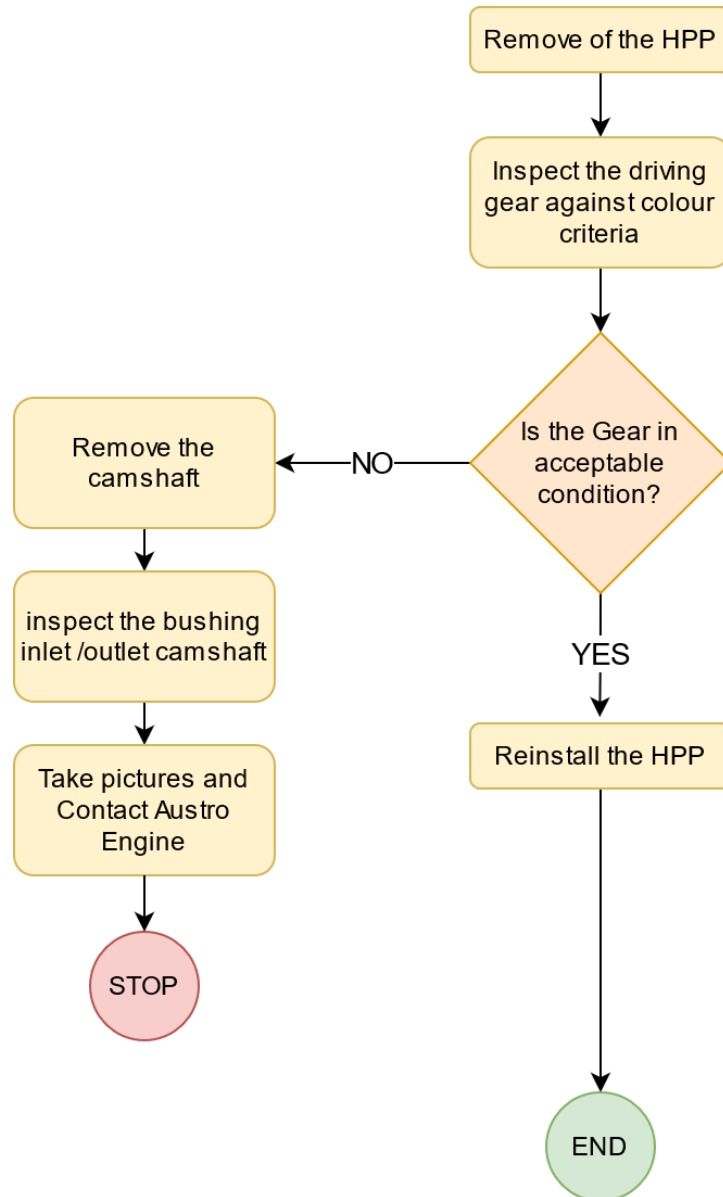 Remove of the HPP
Inspect the driving
gear against colour
criteria
Is the Gear in
acceptable
condition?
NO
Remove the
camshaft
inspect the bushing
inlet /outlet camshaft
Take pictures and
Contact Austro
Engine
STOP
YES
Reinstall the HPP
END